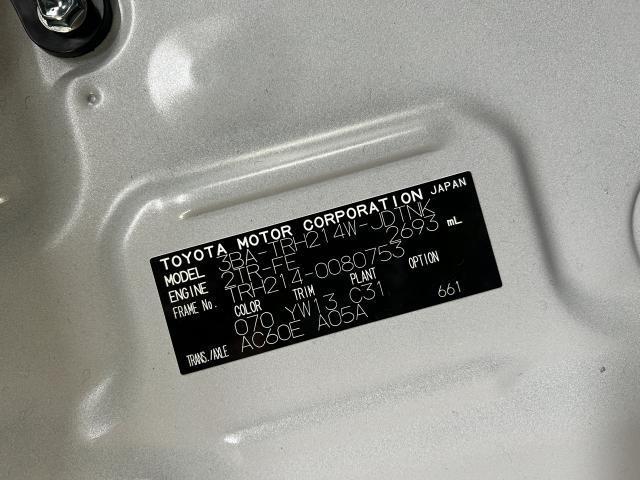 TOYOTA MOTOR CORPORATION JAPAN
MODEL 3BA-TRH214W-JDTNK
ENGINE 2TR-FE 2693 mL
FRAME No. TRH214-0080753
COLOR TRIM PLANT OPTION
070 YW13 C31 661
TRANS./AXLE AC60E A05A